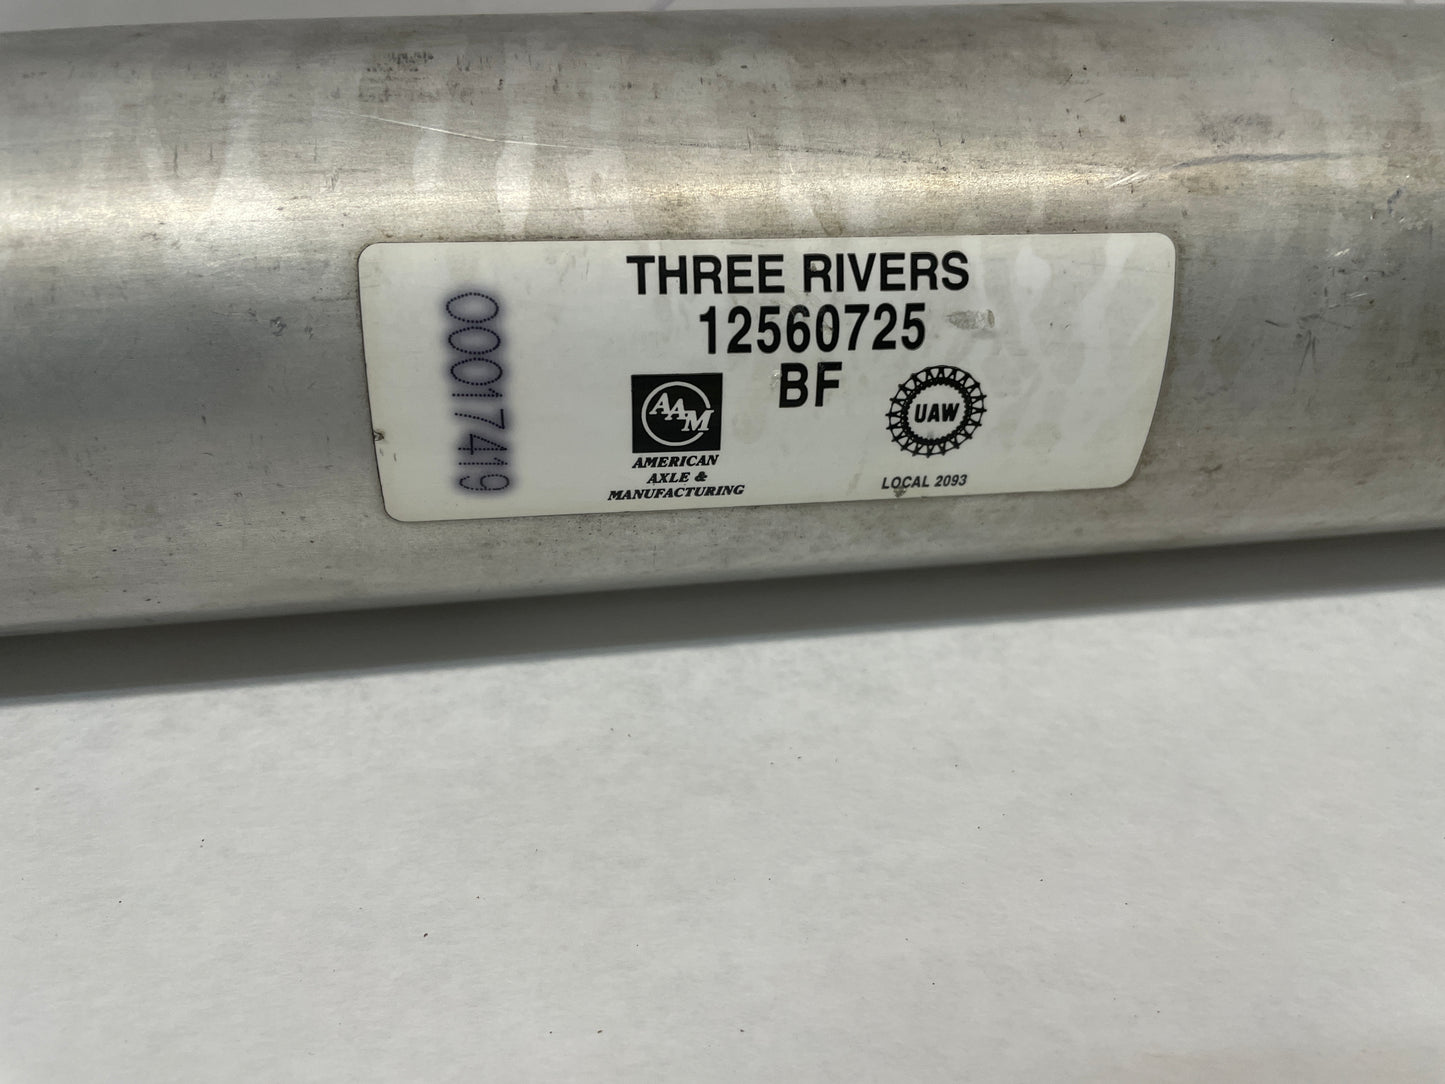 THREE RIVERS
12560725
BF
00017419
AAM
AMERICAN
AXLE &
MANUFACTURING
UAW
LOCAL 2093